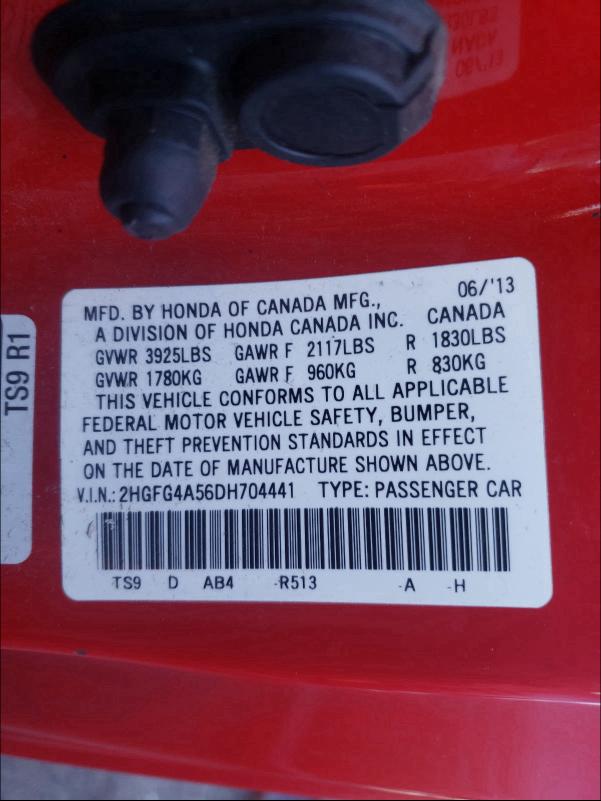 06/'13
MFD. BY HONDA OF CANADA MFG.,
A DIVISION OF HONDA CANADA INC. CANADA
GVWR 3925LBS GAWR F 2117LBS R 1830LBS
GVWR 1780KG GAWR F 960KG R 830KG
THIS VEHICLE CONFORMS TO ALL APPLICABLE
FEDERAL MOTOR VEHICLE SAFETY, BUMPER,
AND THEFT PREVENTION STANDARDS IN EFFECT
ON THE DATE OF MANUFACTURE SHOWN ABOVE.
V.I.N.: 2HGFG4A56DH704441 TYPE: PASSENGER CAR
TS9 D AB4 -R513 -A -H
TS9 R1